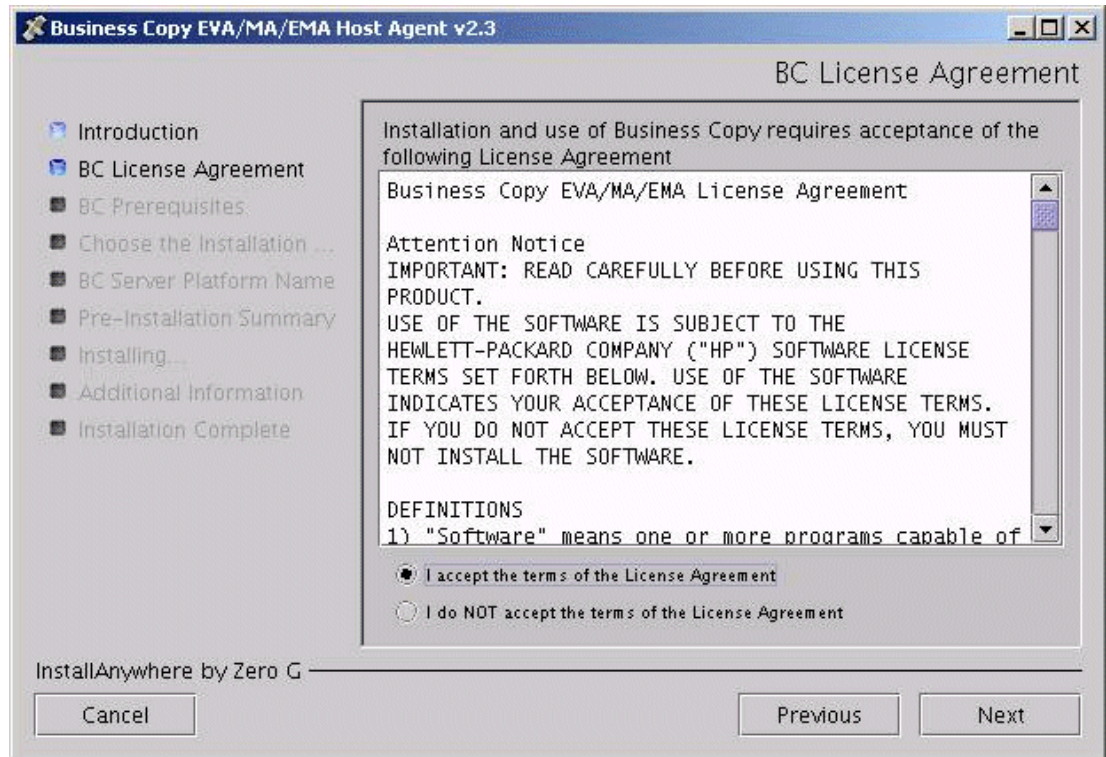 Business Copy EVA/MA/EMA Host Agent v2.3
BC License Agreement
Introduction
BC License Agreement
BC Prerequisites
Choose the Installation ...
BC Server Platform Name
Pre-Installation Summary
Installing...
Additional Information
Installation Complete
Installation and use of Business Copy requires acceptance of the
following License Agreement
Business Copy EVA/MA/EMA License Agreement
Attention Notice
IMPORTANT: READ CAREFULLY BEFORE USING THIS
PRODUCT.
USE OF THE SOFTWARE IS SUBJECT TO THE
HEWLETT-PACKARD COMPANY ("HP") SOFTWARE LICENSE
TERMS SET FORTH BELOW. USE OF THE SOFTWARE
INDICATES YOUR ACCEPTANCE OF THESE LICENSE TERMS.
IF YOU DO NOT ACCEPT THESE LICENSE TERMS, YOU MUST
NOT INSTALL THE SOFTWARE.
DEFINITIONS
1) "Software" means one or more programs capable of
I accept the terms of the License Agreement
I do NOT accept the terms of the License Agreement
InstallAnywhere by Zero G
Cancel
Previous
Next